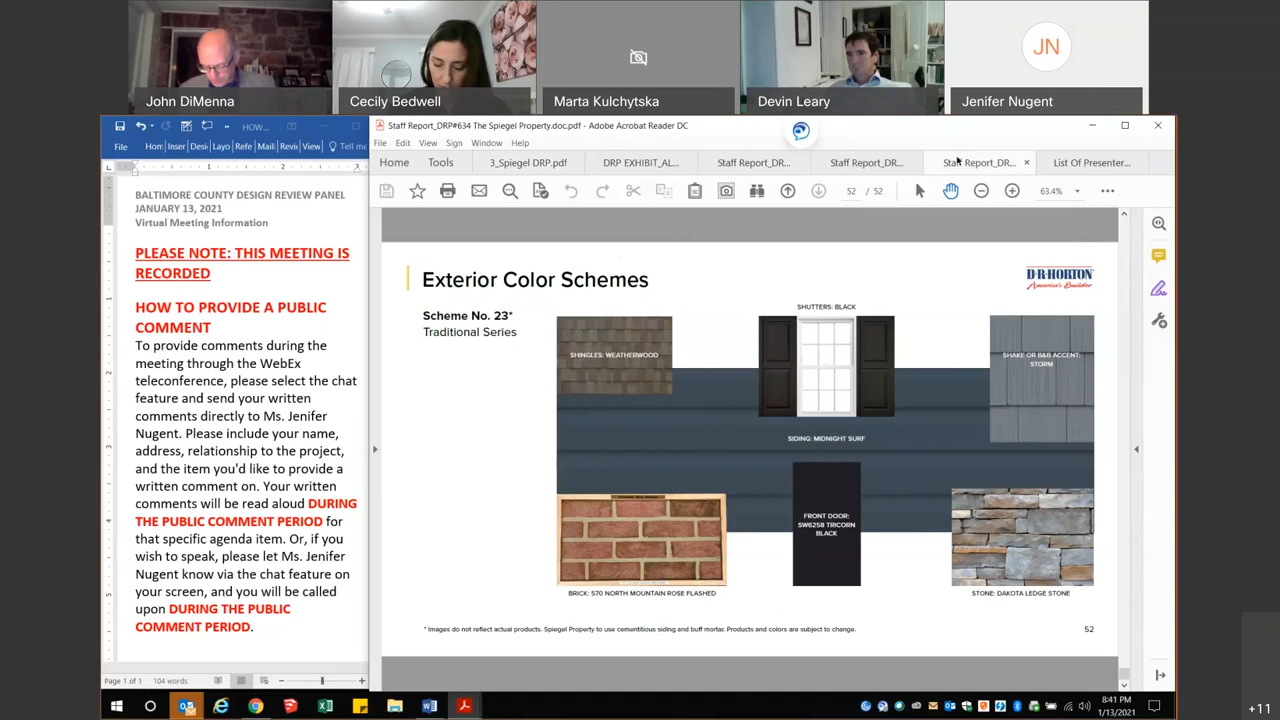 John DiMenna
Cecily Bedwell
Marta Kulchytska
Devin Leary
JN
Jenifer Nugent
HOW...
File Hom Inser Desi Layo Refe Maili Revi View Tell me
BALTIMORE COUNTY DESIGN REVIEW PANEL
JANUARY 13, 2021
Virtual Meeting Information
PLEASE NOTE: THIS MEETING IS
RECORDED
HOW TO PROVIDE A PUBLIC
COMMENT
To provide comments during the
meeting through the WebEx
teleconference, please select the chat
feature and send your written
comments directly to Ms. Jenifer
Nugent. Please include your name,
address, relationship to the project,
and the item you'd like to provide a
written comment on. Your written
comments will be read aloud DURING
THE PUBLIC COMMENT PERIOD for
that specific agenda item. Or, if you
wish to speak, please let Ms. Jenifer
Nugent know via the chat feature on
your screen, and you will be called
upon DURING THE PUBLIC
COMMENT PERIOD.
Page 1 of 1 104 words
Staff Report_DRP#634 The Spiegel Property.doc.pdf - Adobe Acrobat Reader DC
File Edit View Sign Window Help
Home Tools 3_Spiegel DRP.pdf DRP EXHIBIT_AL... Staff Report_DR... Staff Report_DR... Staff Report_DR... List Of Presenter...
52 / 52 63.4%
Exterior Color Schemes
D·R·HORTON
America's Builder
Scheme No. 23*
Traditional Series
SHUTTERS: BLACK
SHINGLES: WEATHERWOOD
SHAKE OR B&B ACCENT:
STORM
SIDING: MIDNIGHT SURF
FRONT DOOR:
SW6258 TRICORN
BLACK
BRICK: 570 NORTH MOUNTAIN ROSE FLASHED
STONE: DAKOTA LEDGE STONE
* Images do not reflect actual products. Spiegel Property to use cementitious siding and buff mortar. Products and colors are subject to change.
52
8:41 PM
1/13/2021
+11